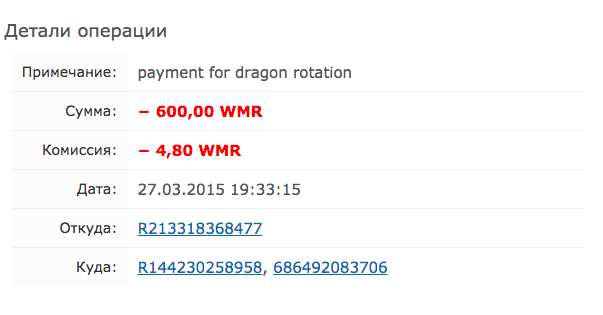 Детали операции
Примечание: payment for dragon rotation
Сумма: − 600,00 WMR
Комиссия: − 4,80 WMR
Дата: 27.03.2015 19:33:15
Откуда: R213318368477
Куда: R144230258958, 686492083706